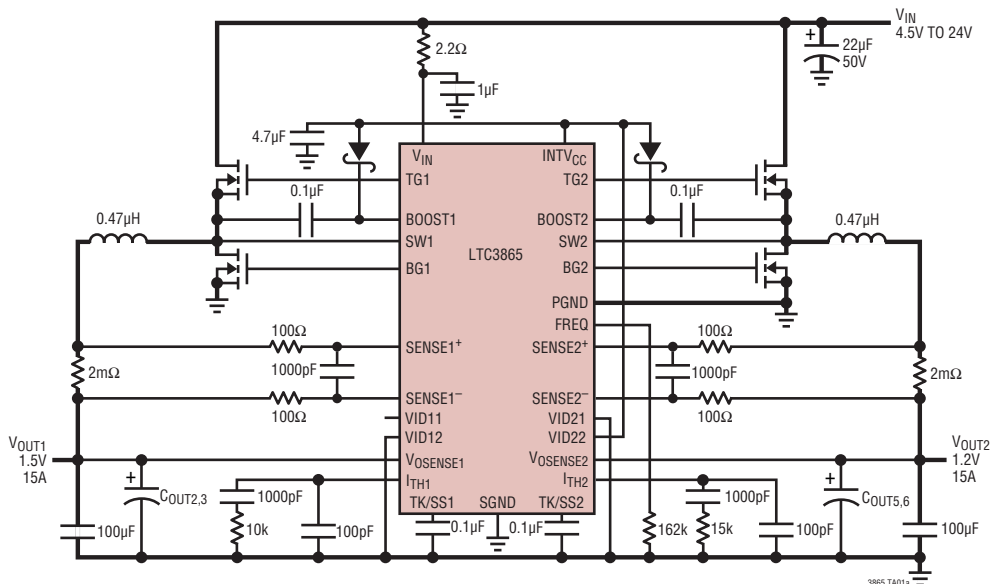 VIN
4.5V TO 24V
2.2Ω
+
22µF
50V
1µF
4.7µF
VIN
INTVCC
TG1
TG2
0.1µF
0.1µF
0.47µH
0.47µH
BOOST1
BOOST2
SW1
SW2
LTC3865
BG1
BG2
PGND
FREQ
100Ω
100Ω
SENSE1+
SENSE2+
2mΩ
1000pF
1000pF
2mΩ
SENSE1–
SENSE2–
100Ω
100Ω
VID11
VID21
VID12
VID22
VOUT1
1.5V
15A
VOUT2
1.2V
15A
VOSENSE1
VOSENSE2
ITH1
ITH2
+
COUT2,3
1000pF
1000pF
+
COUT5,6
TK/SS1
SGND
TK/SS2
100µF
10k
100pF
0.1µF
0.1µF
162k
15k
100pF
100µF
3865 TA01a